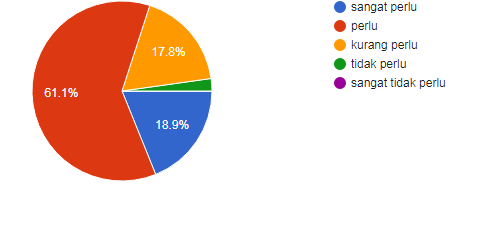 sangat perlu
perlu
kurang perlu
tidak perlu
sangat tidak perlu
17.8%
61.1%
18.9%